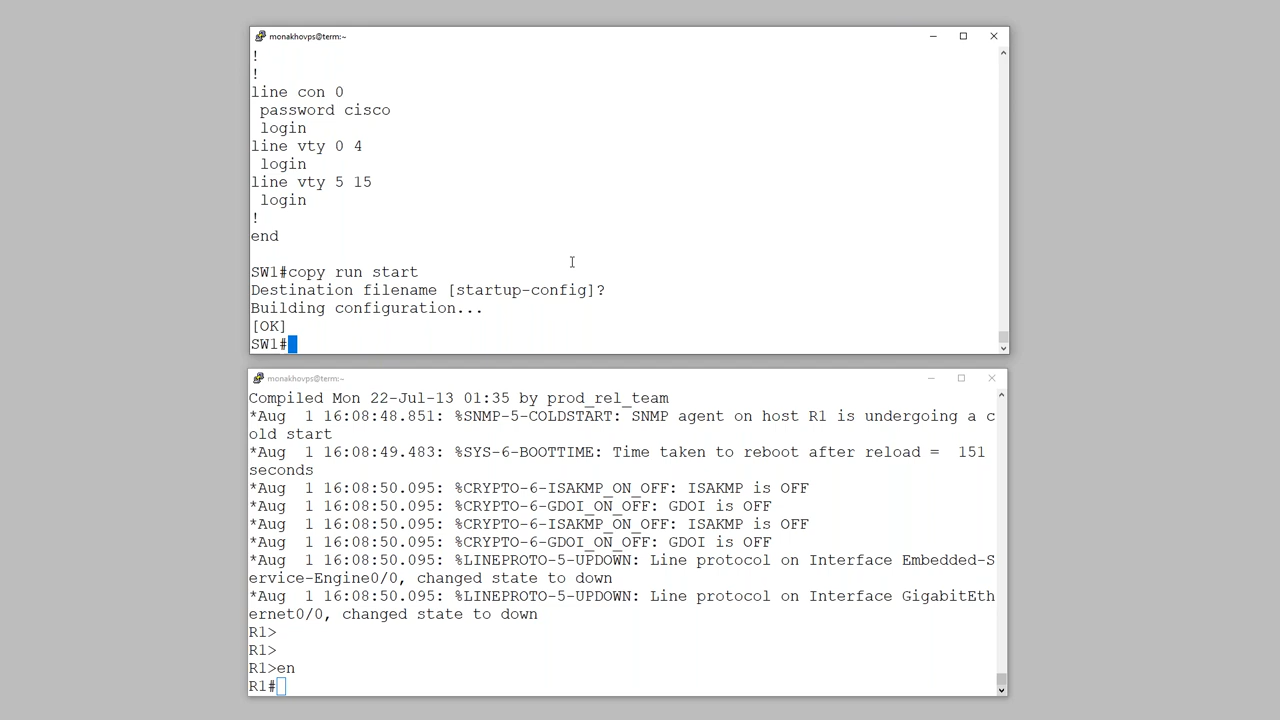 monakhovps@term:~
!
!
line con 0
 password cisco
 login
line vty 0 4
 login
line vty 5 15
 login
!
end
SW1#copy run start
Destination filename [startup-config]?
Building configuration...
[OK]
SW1#
monakhovps@term:~
Compiled Mon 22-Jul-13 01:35 by prod_rel_team
*Aug  1 16:08:48.851: %SNMP-5-COLDSTART: SNMP agent on host R1 is undergoing a c
old start
*Aug  1 16:08:49.483: %SYS-6-BOOTTIME: Time taken to reboot after reload =  151
seconds
*Aug  1 16:08:50.095: %CRYPTO-6-ISAKMP_ON_OFF: ISAKMP is OFF
*Aug  1 16:08:50.095: %CRYPTO-6-GDOI_ON_OFF: GDOI is OFF
*Aug  1 16:08:50.095: %CRYPTO-6-ISAKMP_ON_OFF: ISAKMP is OFF
*Aug  1 16:08:50.095: %CRYPTO-6-GDOI_ON_OFF: GDOI is OFF
*Aug  1 16:08:50.095: %LINEPROTO-5-UPDOWN: Line protocol on Interface Embedded-S
ervice-Engine0/0, changed state to down
*Aug  1 16:08:50.095: %LINEPROTO-5-UPDOWN: Line protocol on Interface GigabitEth
ernet0/0, changed state to down
R1>
R1>
R1>en
R1#